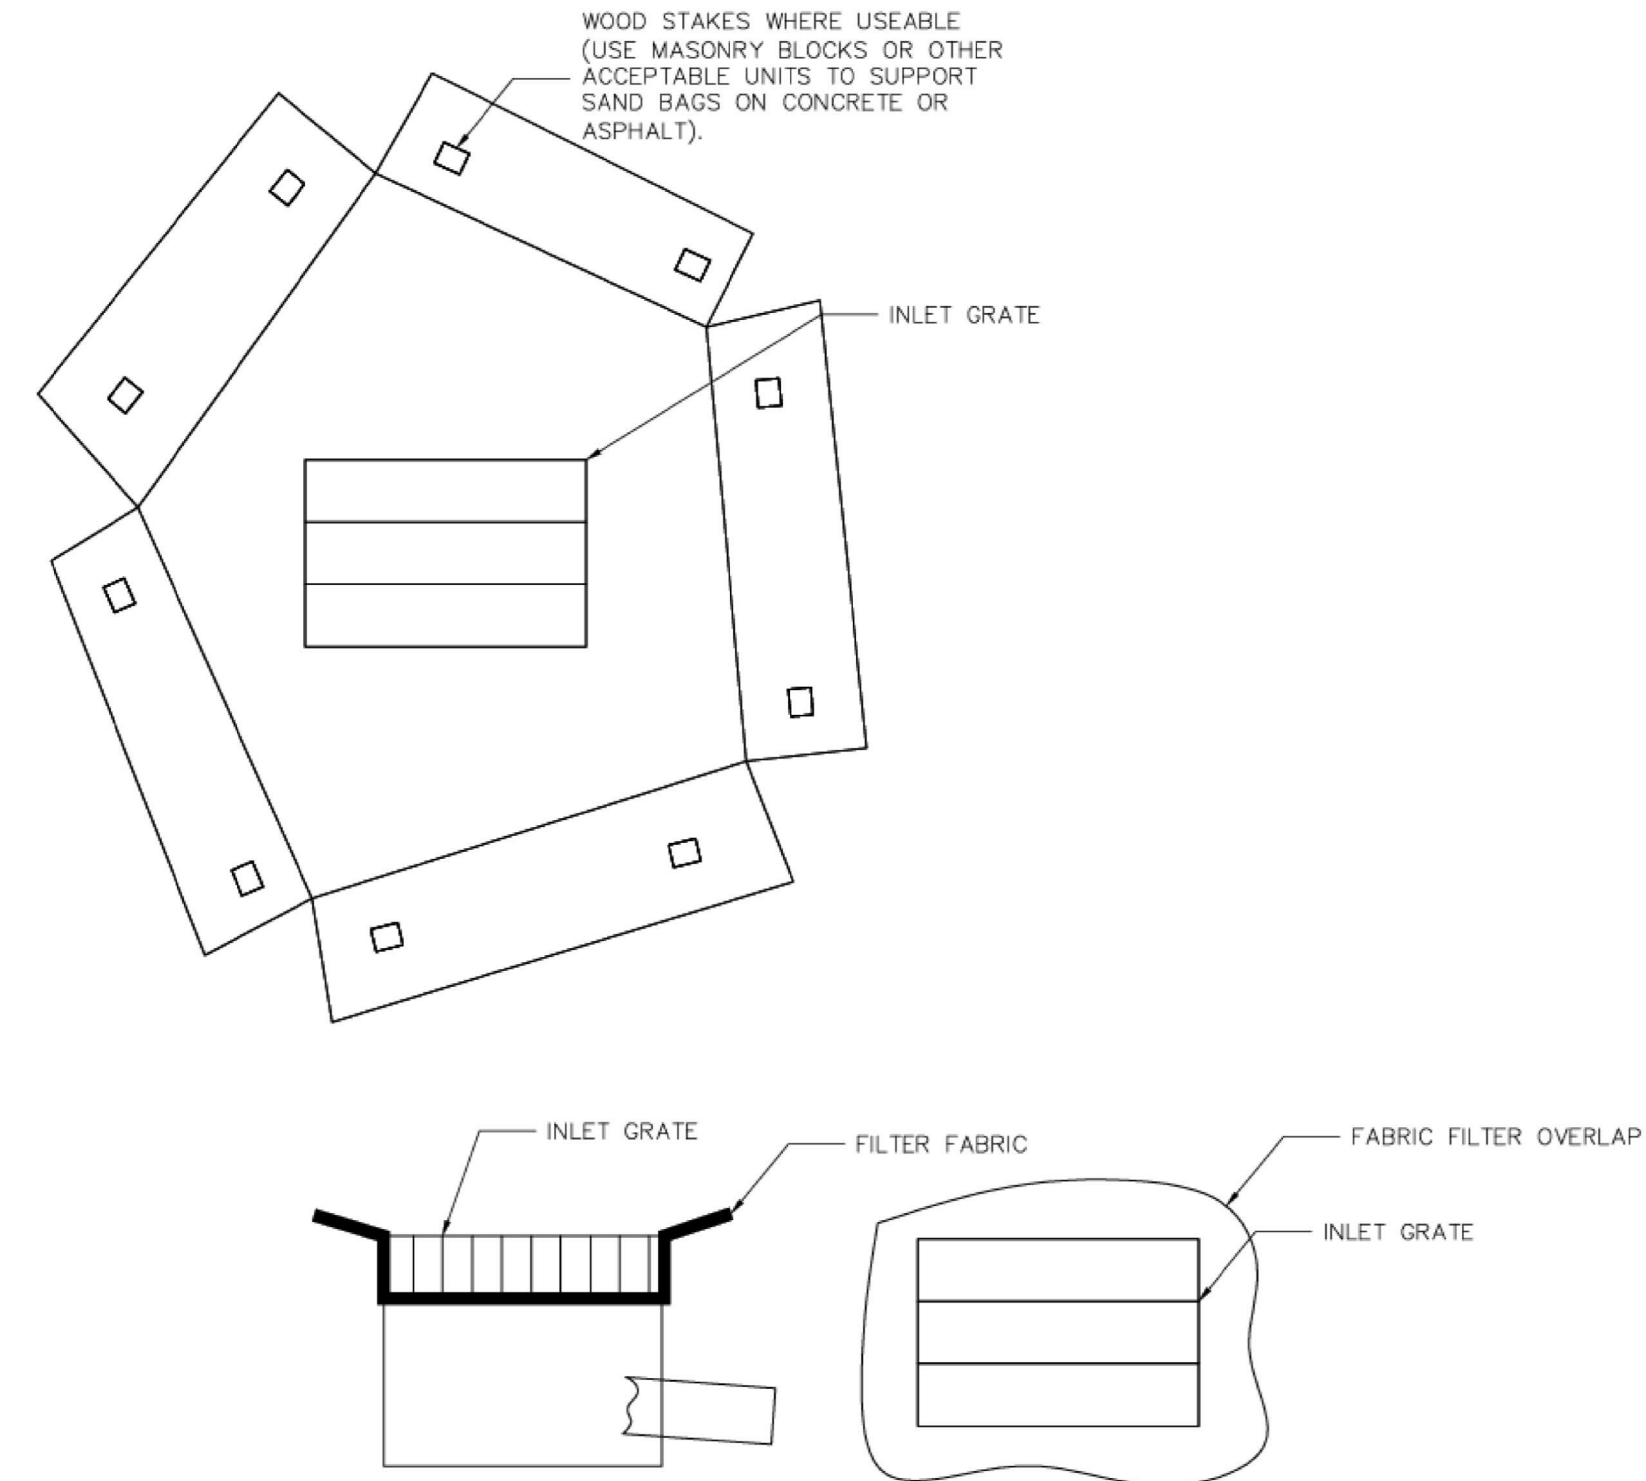 WOOD STAKES WHERE USEABLE
(USE MASONRY BLOCKS OR OTHER
ACCEPTABLE UNITS TO SUPPORT
SAND BAGS ON CONCRETE OR
ASPHALT).
INLET GRATE
INLET GRATE
FILTER FABRIC
FABRIC FILTER OVERLAP
INLET GRATE